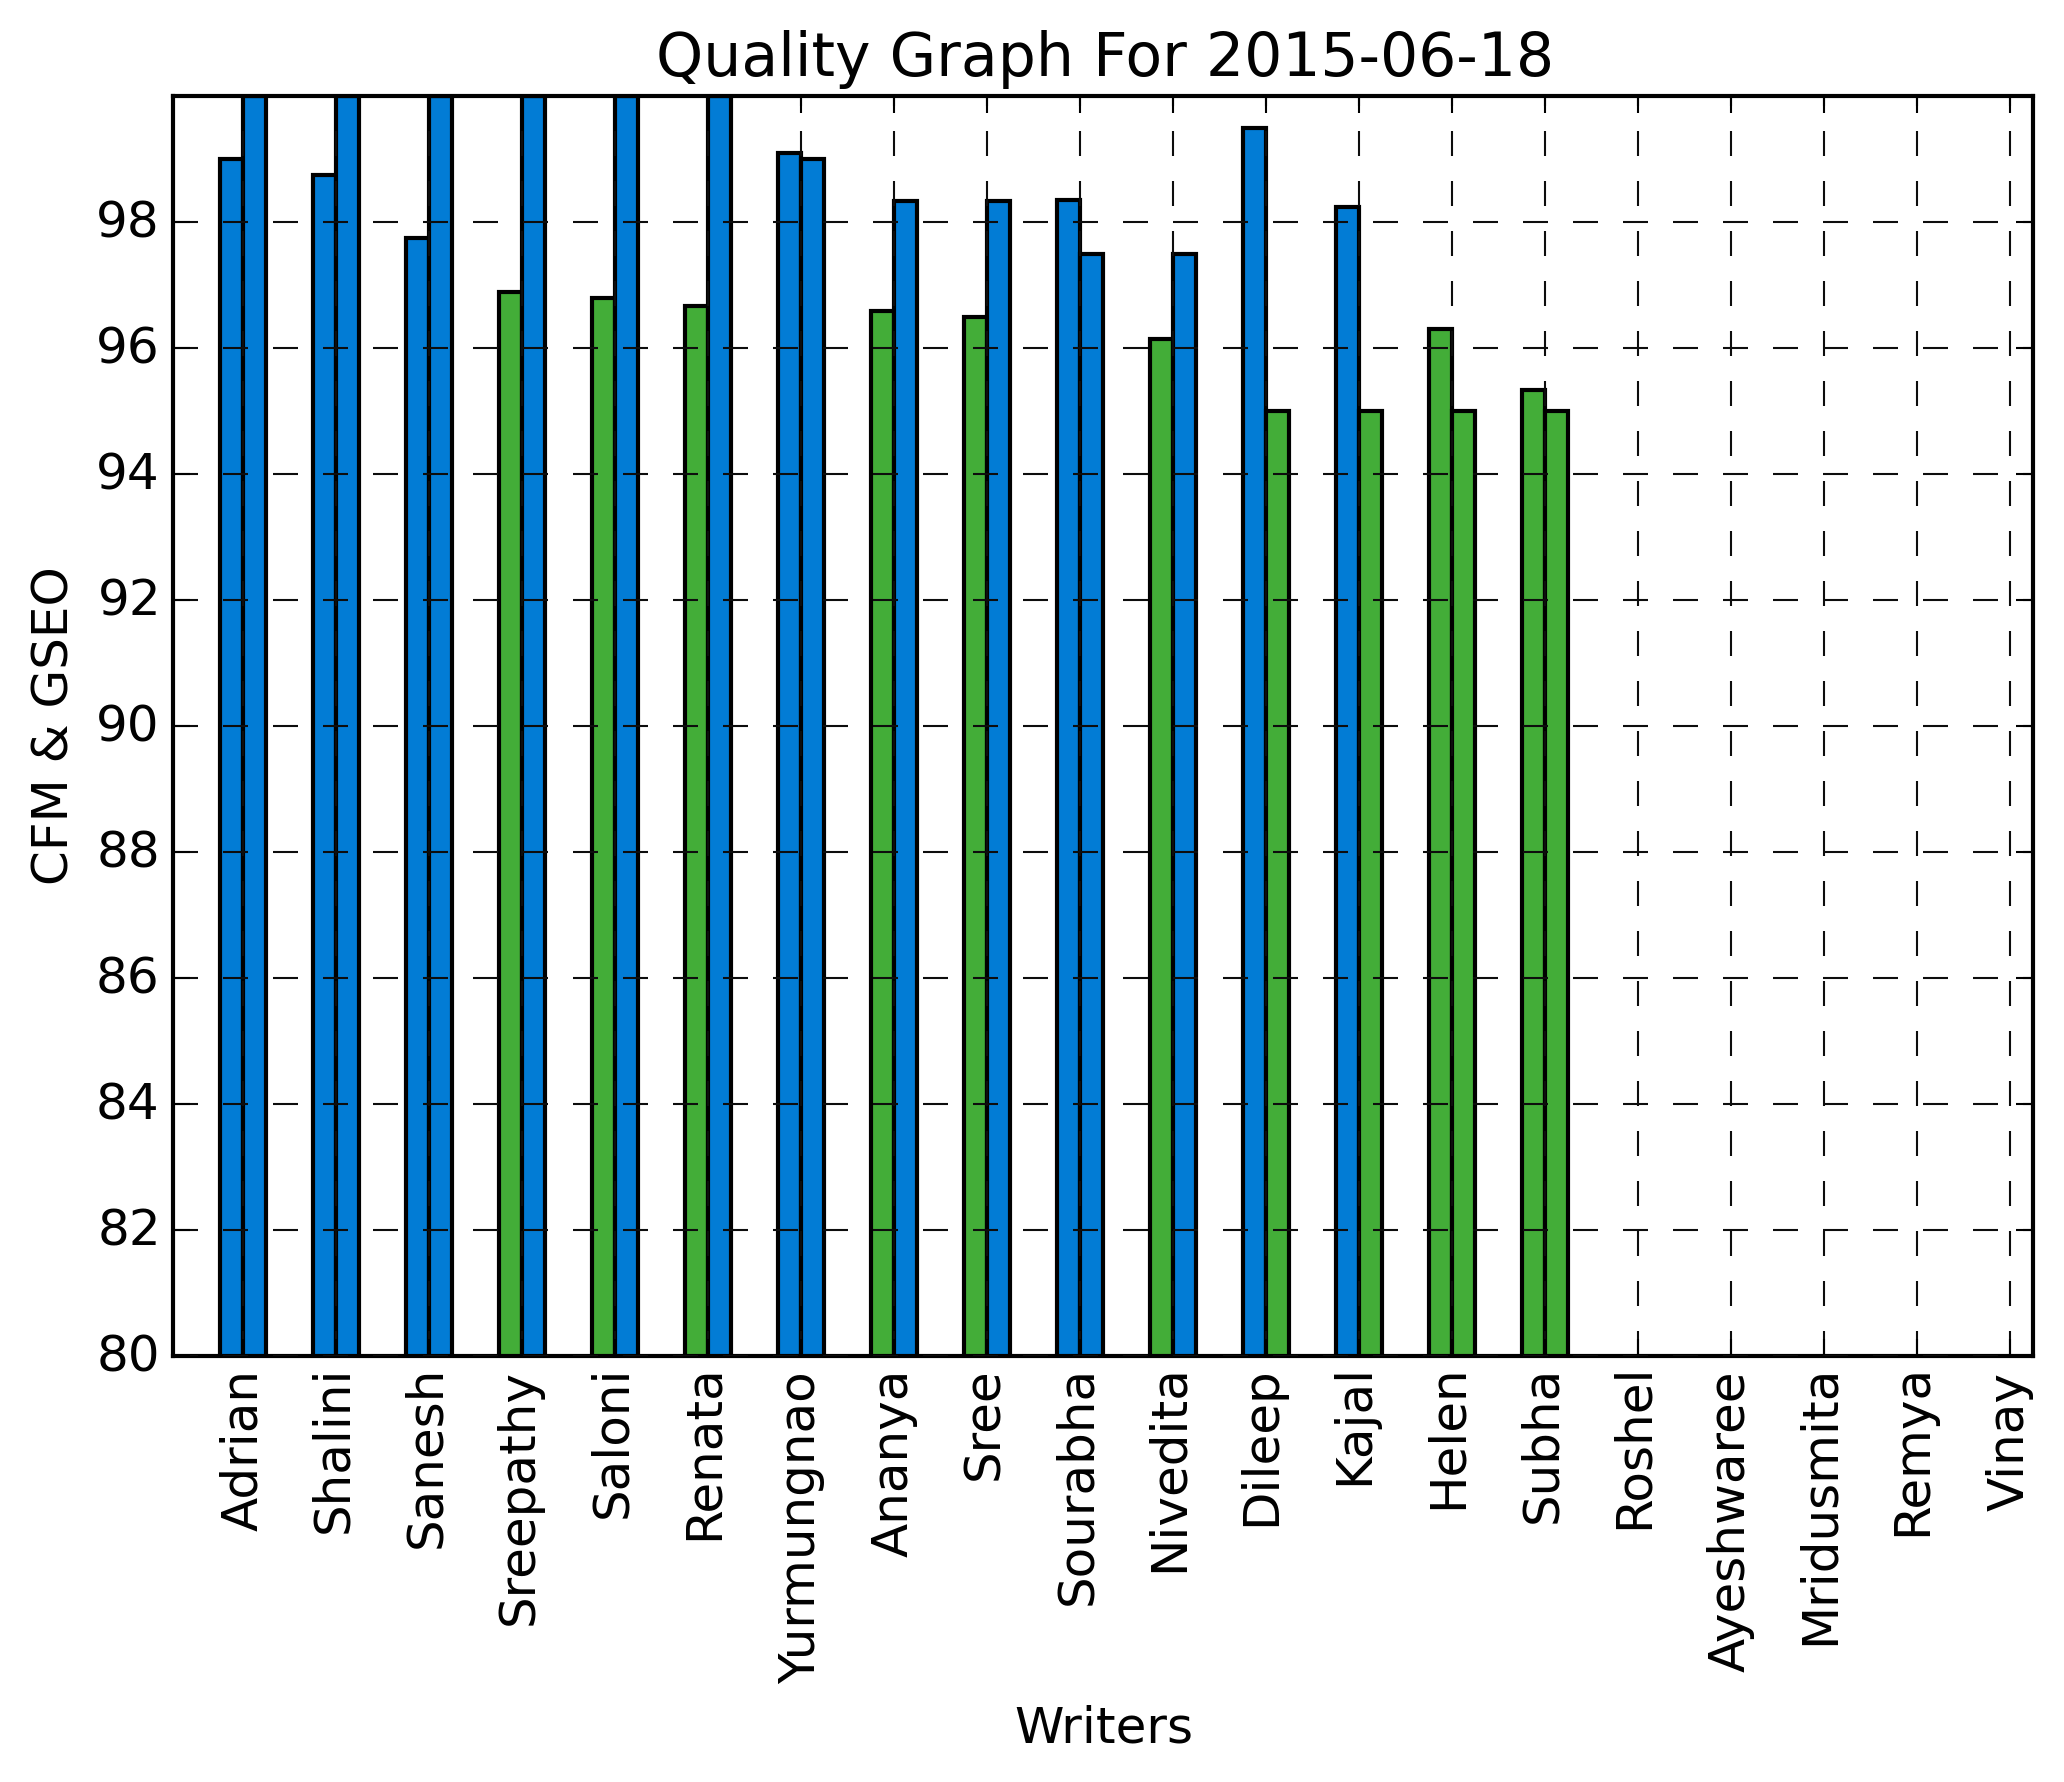 Quality Graph For 2015-06-18
CFM & GSEO
98
96
94
92
90
88
86
84
82
80
Adrian
Shalini
Sanesh
Sreepathy
Saloni
Renata
Yurmungnao
Ananya
Sree
Sourabha
Nivedita
Dileep
Kajal
Helen
Subha
Roshel
Ayeshwaree
Mridusmita
Remya
Vinay
Writers